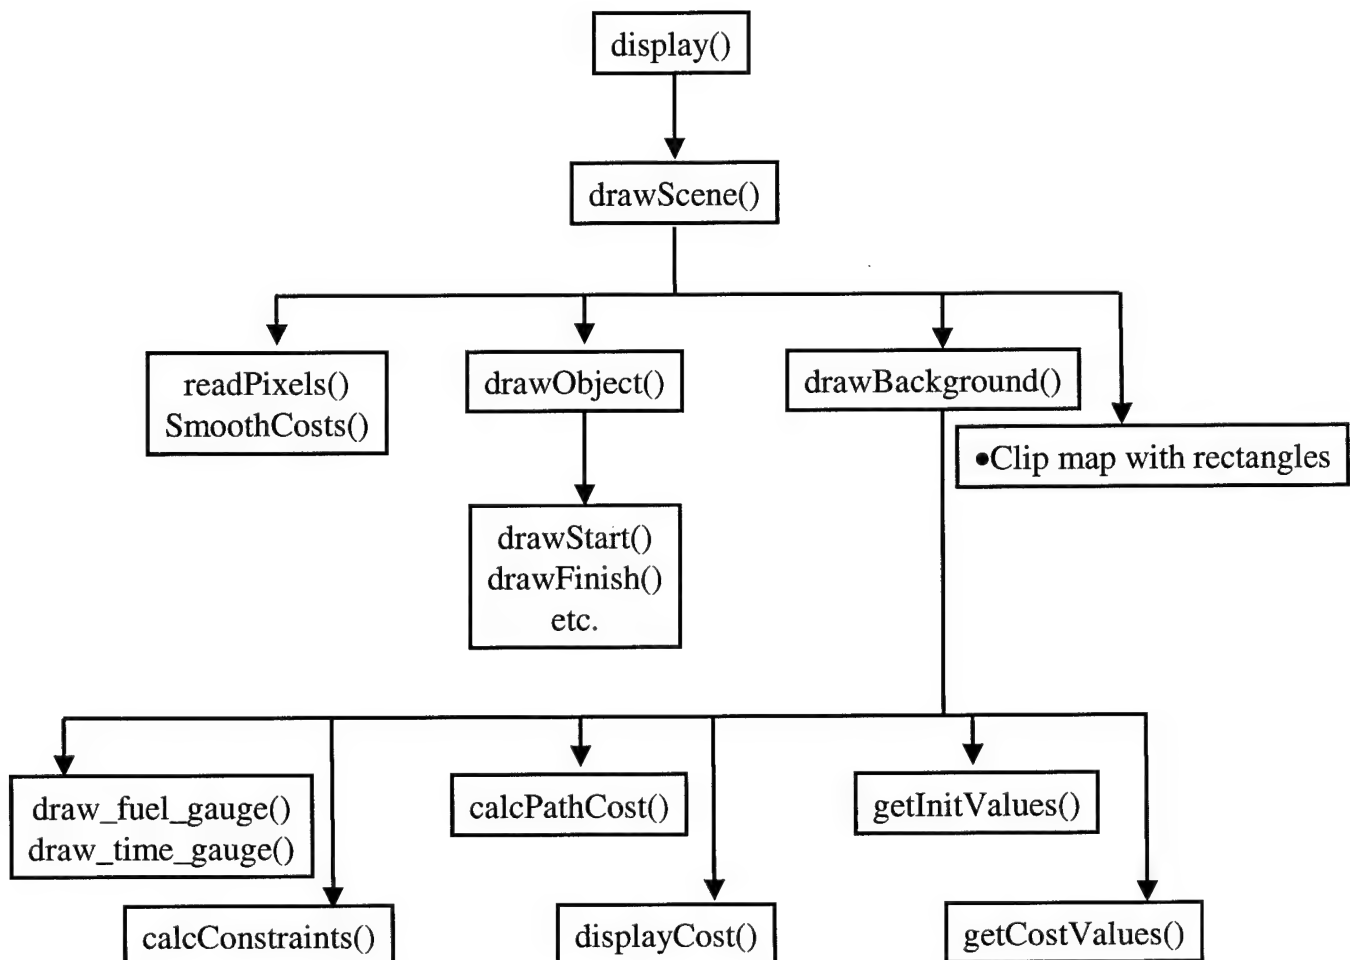 display()
drawScene()
readPixels()
SmoothCosts()
drawObject()
drawBackground()
•Clip map with rectangles
drawStart()
drawFinish()
etc.
draw_fuel_gauge()
draw_time_gauge()
calcPathCost()
getInitValues()
calcConstraints()
displayCost()
getCostValues()